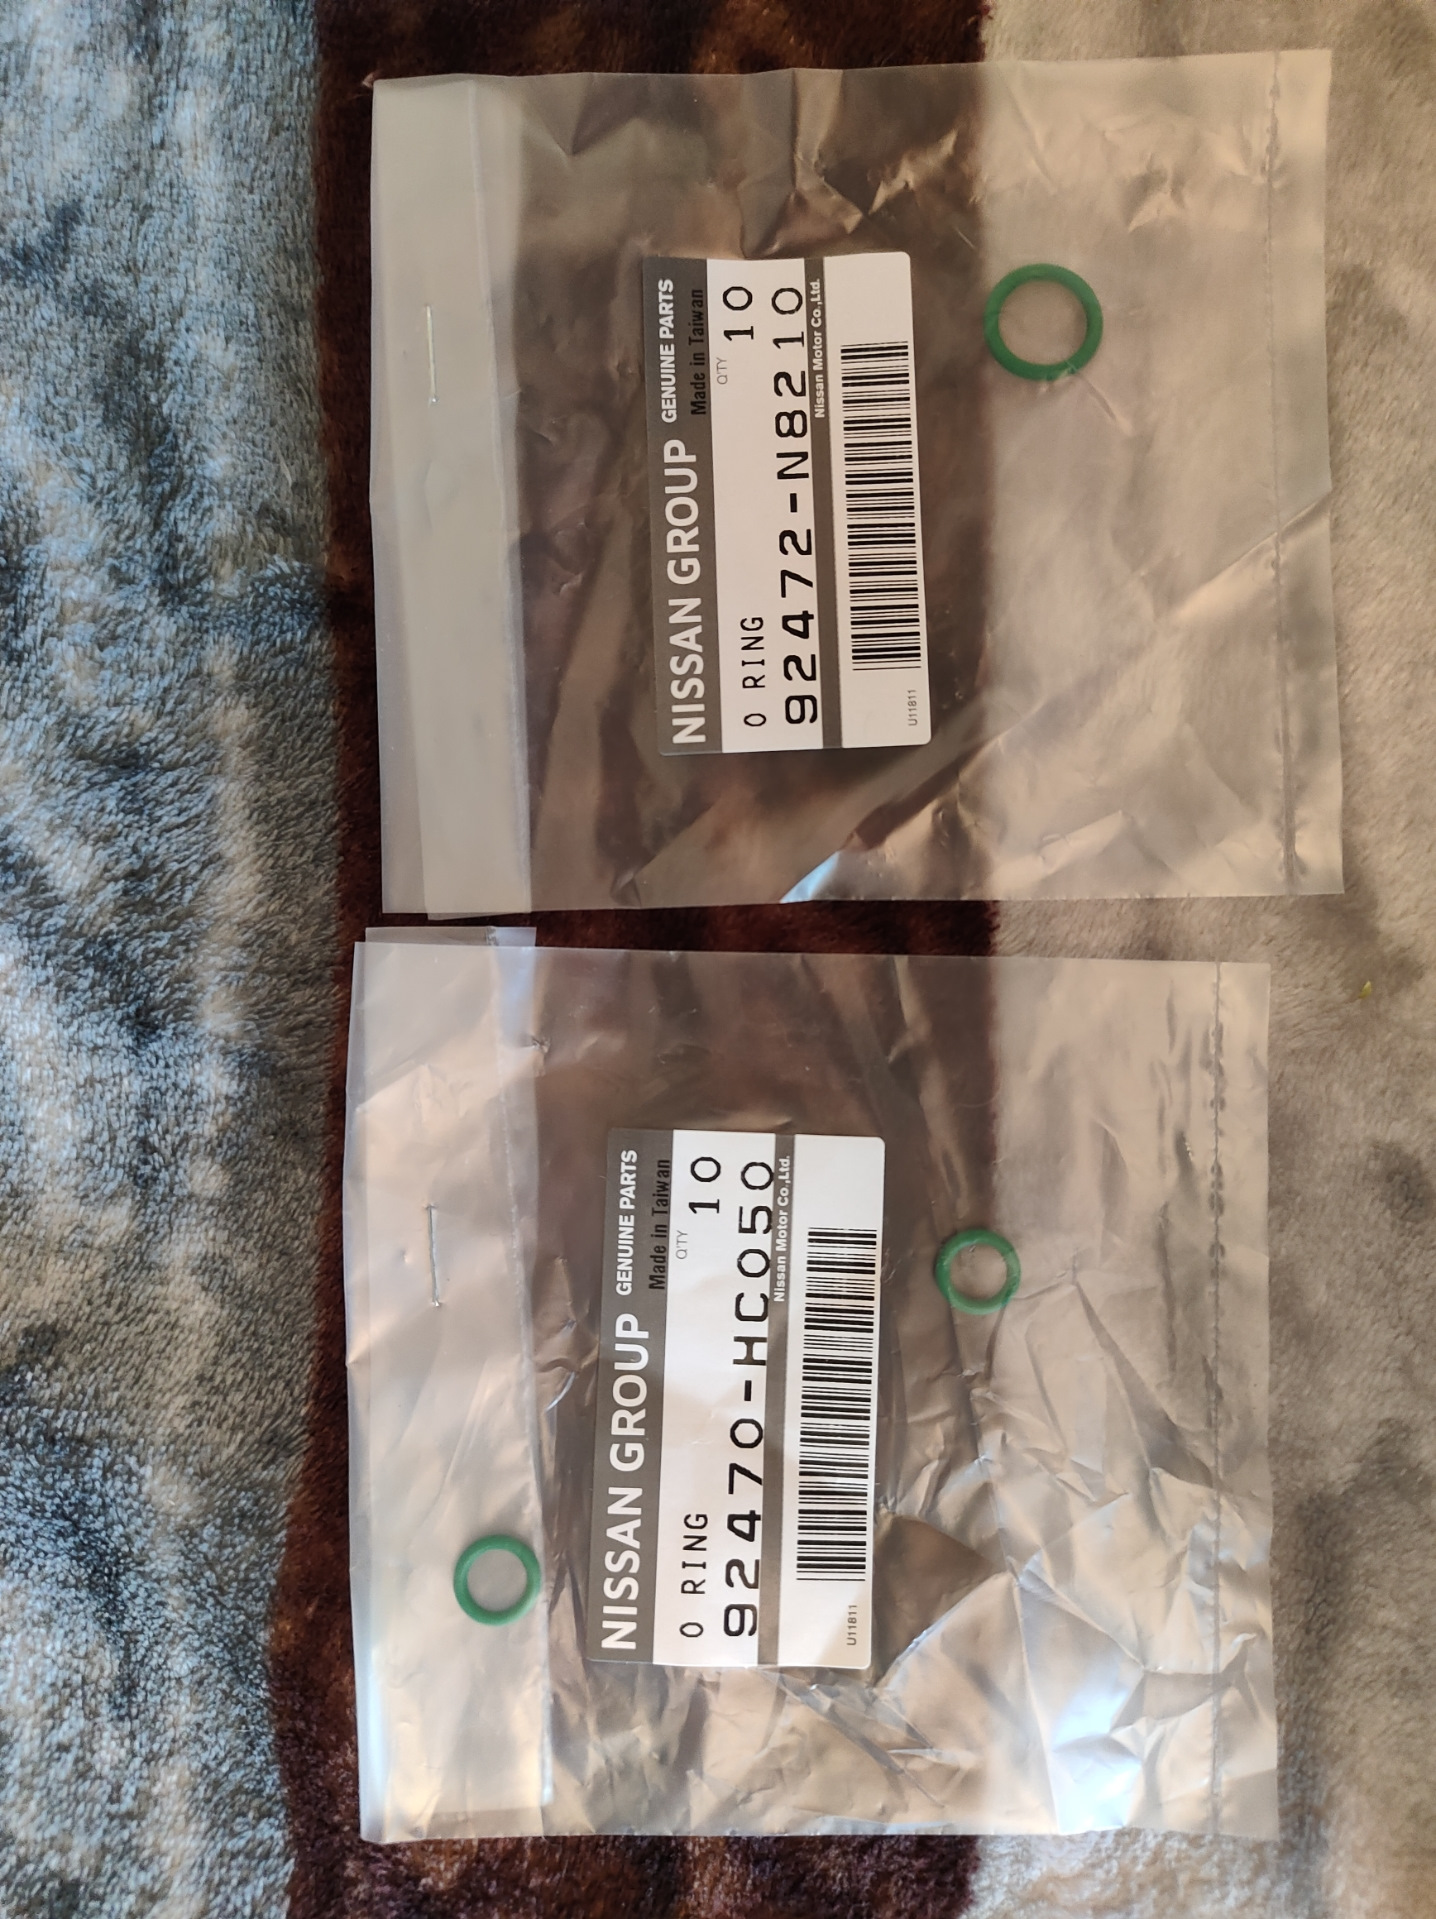 NISSAN GROUP GENUINE PARTS
Made in Taiwan
O RING QTY 10
92472-N8210
Nissan Motor Co.,Ltd.
U11811
NISSAN GROUP GENUINE PARTS
Made in Taiwan
O RING QTY 10
92470-HC050
Nissan Motor Co.,Ltd.
U11811